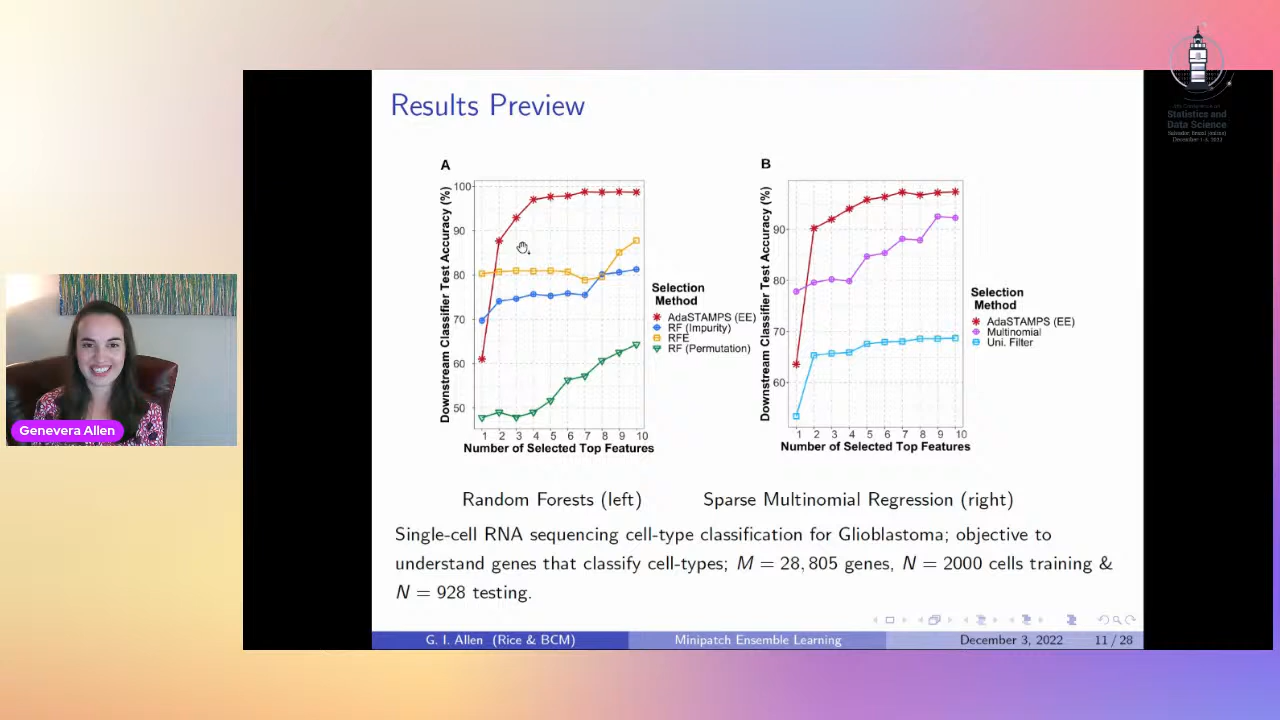 Results Preview
A
Downstream Classifier Test Accuracy (%)
100
90
80
70
60
50
1 2 3 4 5 6 7 8 9 10
Number of Selected Top Features
Selection
Method
AdaSTAMPS (EE)
RF (Impurity)
RFE
RF (Permutation)
B
Downstream Classifier Test Accuracy (%)
90
80
70
60
1 2 3 4 5 6 7 8 9 10
Number of Selected Top Features
Selection
Method
AdaSTAMPS (EE)
Multinomial
Uni. Filter
Random Forests (left)
Sparse Multinomial Regression (right)
Single-cell RNA sequencing cell-type classification for Glioblastoma; objective to
understand genes that classify cell-types; M = 28,805 genes, N = 2000 cells training &
N = 928 testing.
G. I. Allen (Rice & BCM)
Minipatch Ensemble Learning
December 3, 2022
11 / 28
Genevera Allen
Statistics and
Data Science